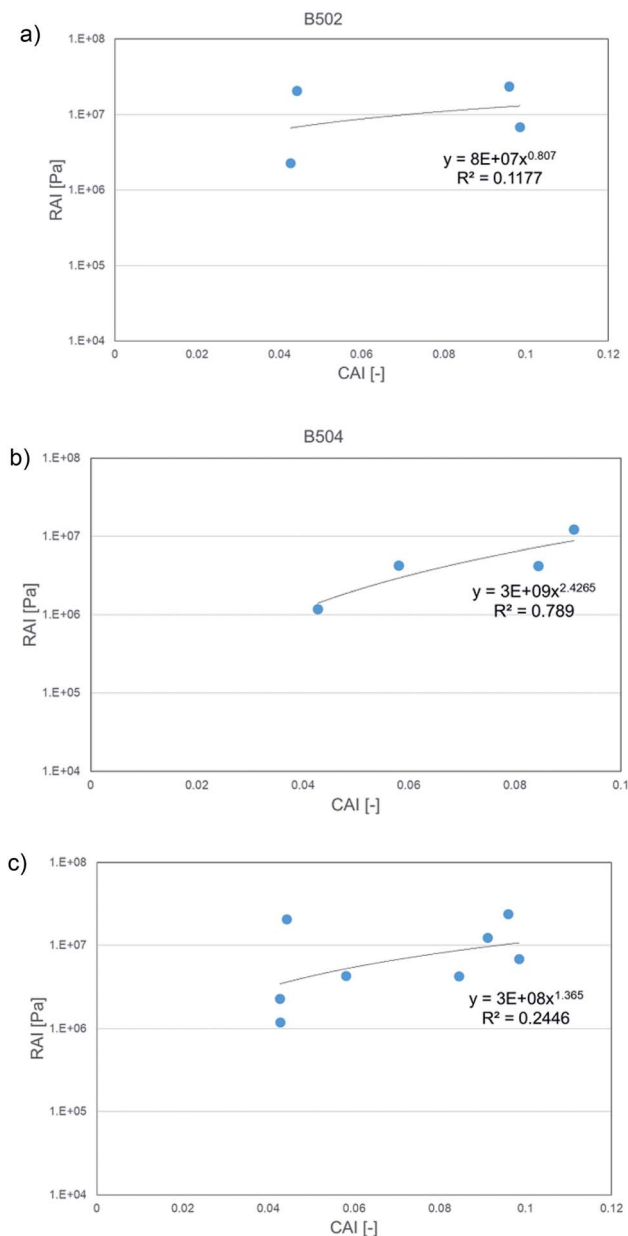 a)
B502
1.E+08
1.E+07
1.E+06
1.E+05
1.E+04
RAI [Pa]
y = 8E+07x^0.807
R² = 0.1177
0 0.02 0.04 0.06 0.08 0.1 0.12
CAI [-]
b)
B504
1.E+08
1.E+07
1.E+06
1.E+05
1.E+04
RAI [Pa]
y = 3E+09x^2.4265
R² = 0.789
0 0.02 0.04 0.06 0.08 0.1
CAI [-]
c)
1.E+08
1.E+07
1.E+06
1.E+05
1.E+04
RAI [Pa]
y = 3E+08x^1.365
R² = 0.2446
0 0.02 0.04 0.06 0.08 0.1 0.12
CAI [-]